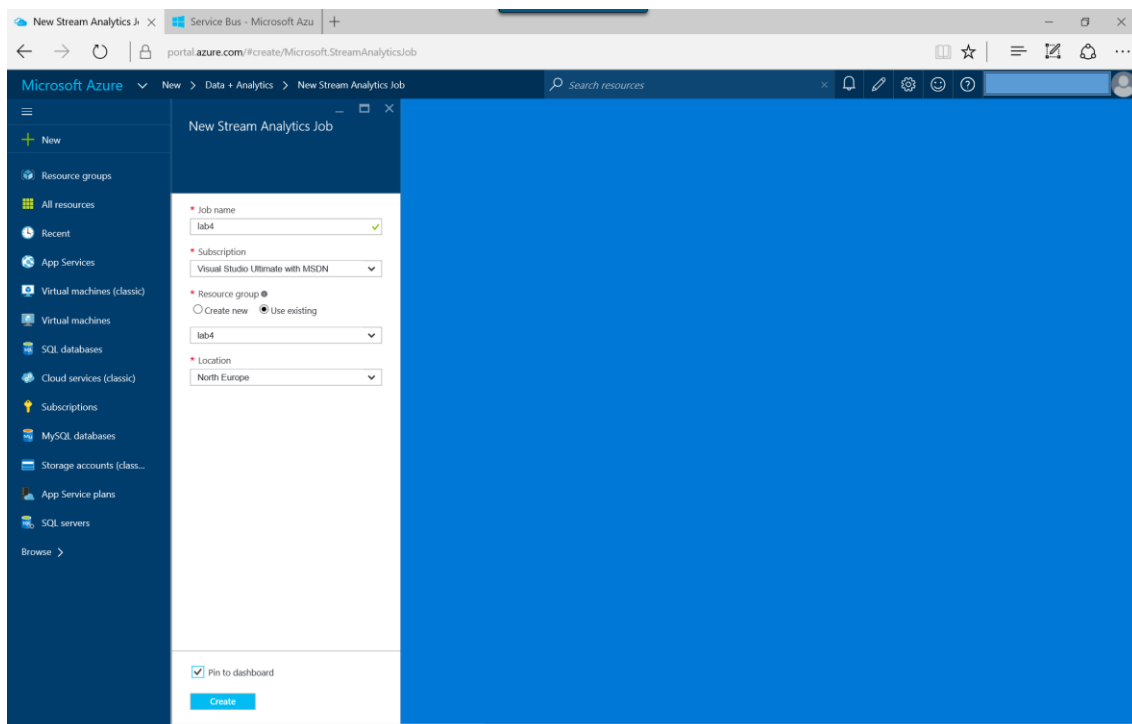 New Stream Analytics J
Service Bus - Microsoft Azu
portal.azure.com/#create/Microsoft.StreamAnalyticsJob
Microsoft Azure New > Data + Analytics > New Stream Analytics Job Search resources
New
Resource groups
All resources
Recent
App Services
Virtual machines (classic)
Virtual machines
SQL databases
Cloud services (classic)
Subscriptions
MySQL databases
Storage accounts (class...
App Service plans
SQL servers
Browse >
New Stream Analytics Job
* Job name
lab4
* Subscription
Visual Studio Ultimate with MSDN
* Resource group
Create new Use existing
lab4
* Location
North Europe
Pin to dashboard
Create